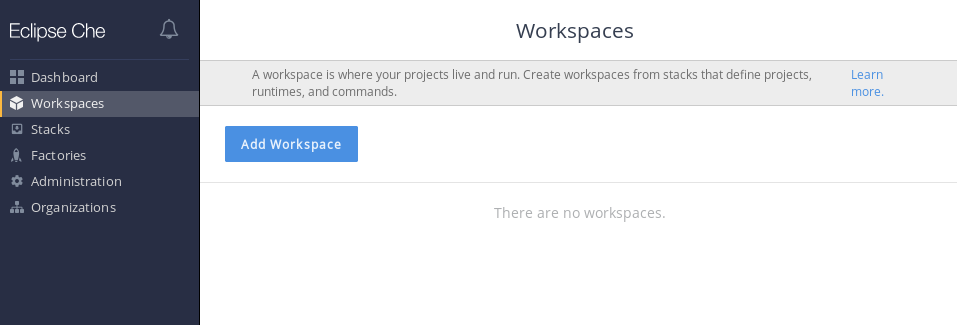 Eclipse Che
Dashboard
Workspaces
Stacks
Factories
Administration
Organizations
Workspaces
A workspace is where your projects live and run. Create workspaces from stacks that define projects,
runtimes, and commands.
Learn
more.
Add Workspace
There are no workspaces.